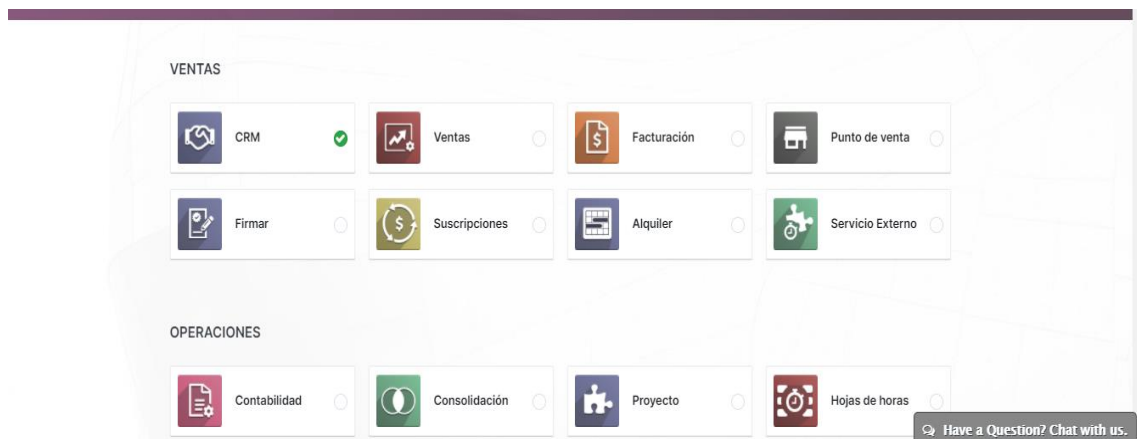 VENTAS
CRM
Ventas
Facturación
Punto de venta
Firmar
Suscripciones
Alquiler
Servicio Externo
OPERACIONES
Contabilidad
Consolidación
Proyecto
Hojas de horas
Have a Question? Chat with us.